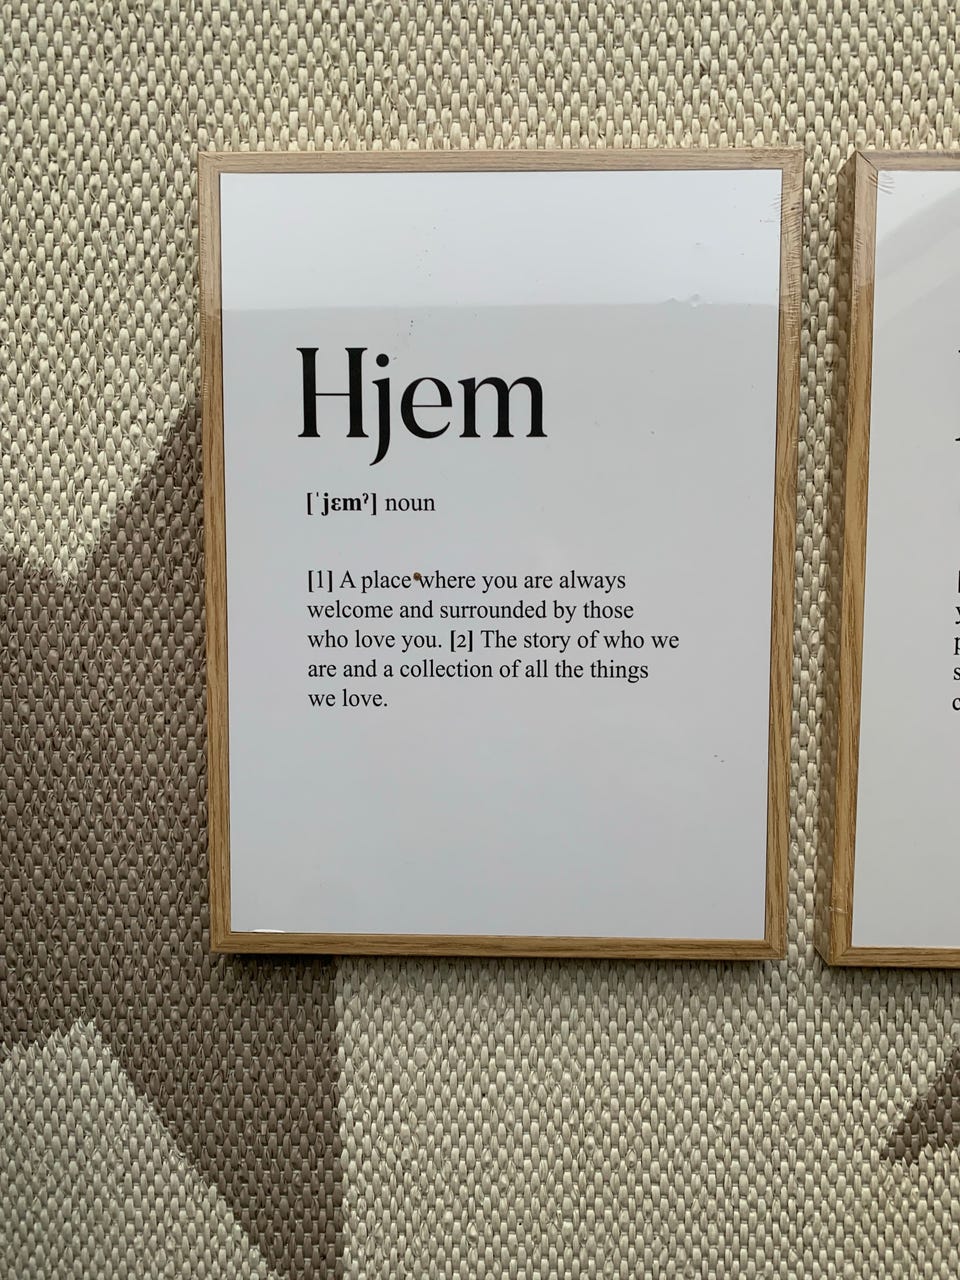 Hjem
[ˈjɛmˀ] noun
[1] A place where you are always
welcome and surrounded by those
who love you. [2] The story of who we
are and a collection of all the things
we love.